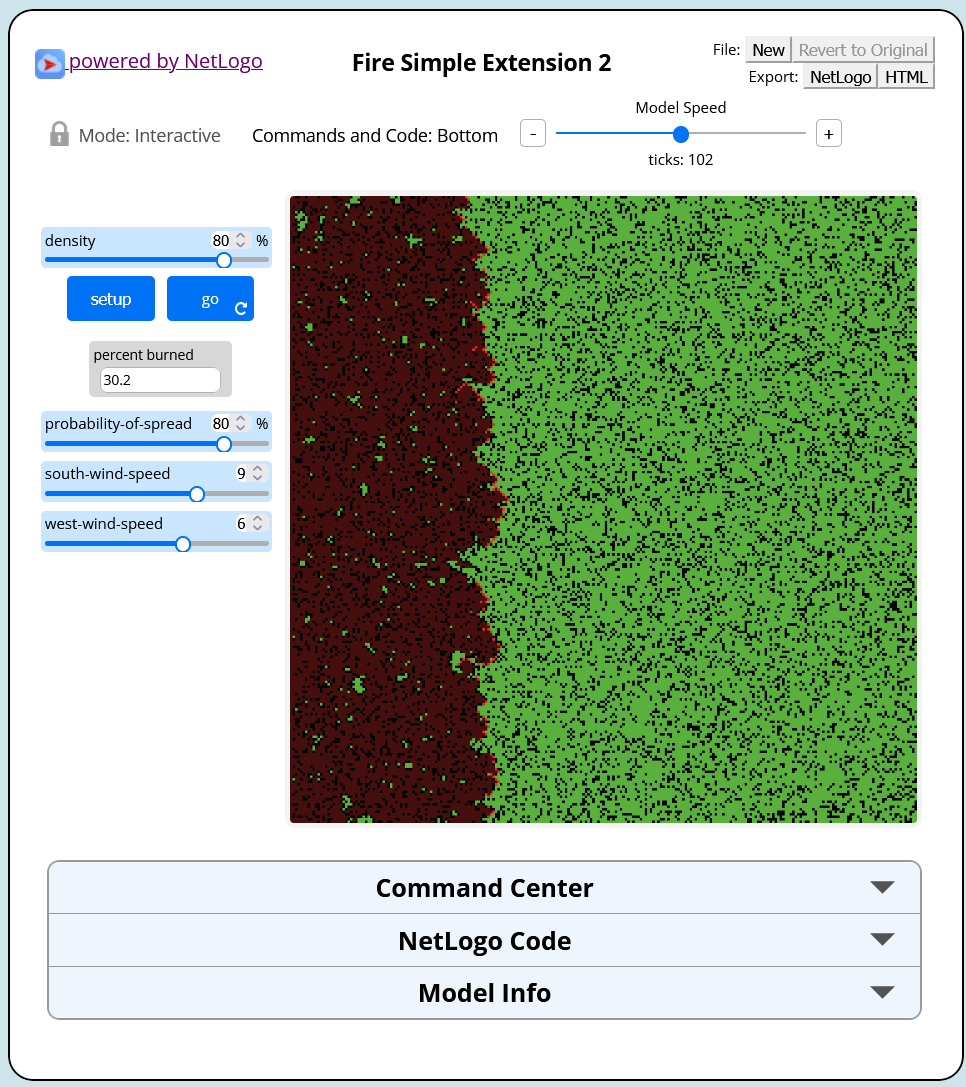 powered by NetLogo
Fire Simple Extension 2
File: New Revert to Original
Export: NetLogo HTML
Mode: Interactive
Commands and Code: Bottom
Model Speed
- +
ticks: 102
density 80 %
setup go
percent burned
30.2
probability-of-spread 80 %
south-wind-speed 9
west-wind-speed 6
Command Center
NetLogo Code
Model Info